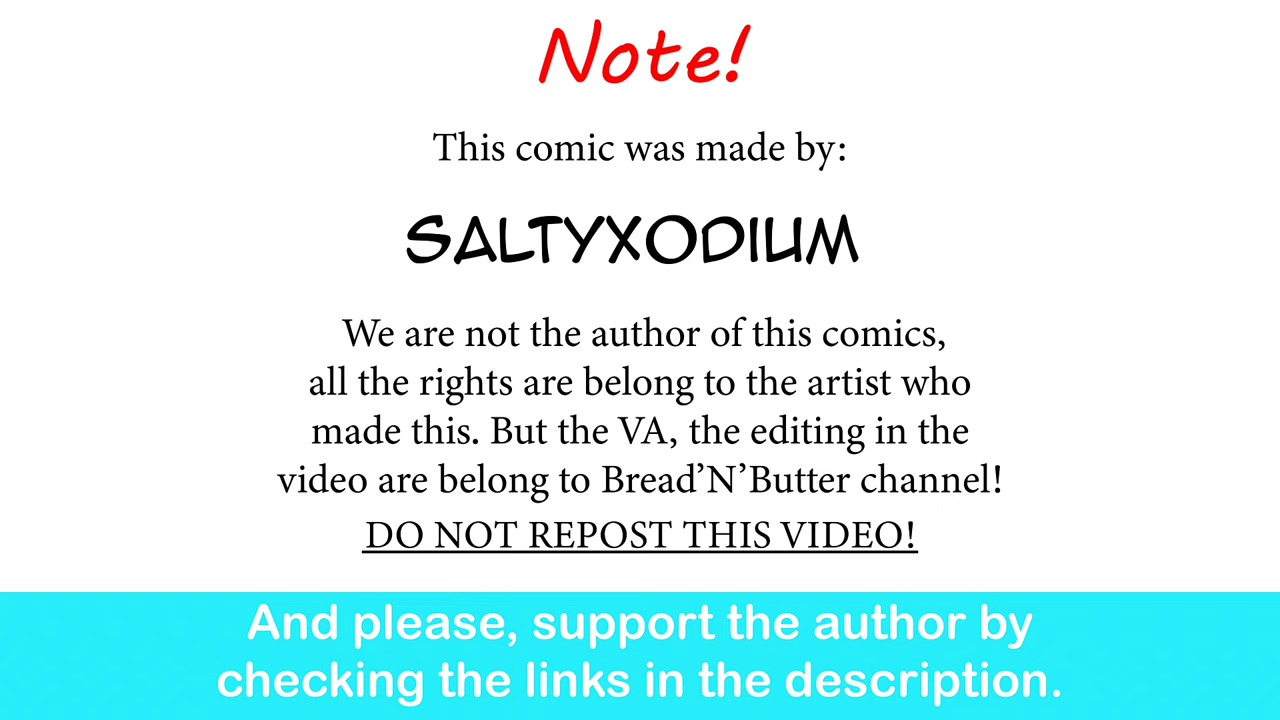 Note!
This comic was made by:
SALTYXODIUM
We are not the author of this comics,
all the rights are belong to the artist who
made this. But the VA, the editing in the
video are belong to Bread’N’Butter channel!
DO NOT REPOST THIS VIDEO!
And please, support the author by
checking the links in the description.